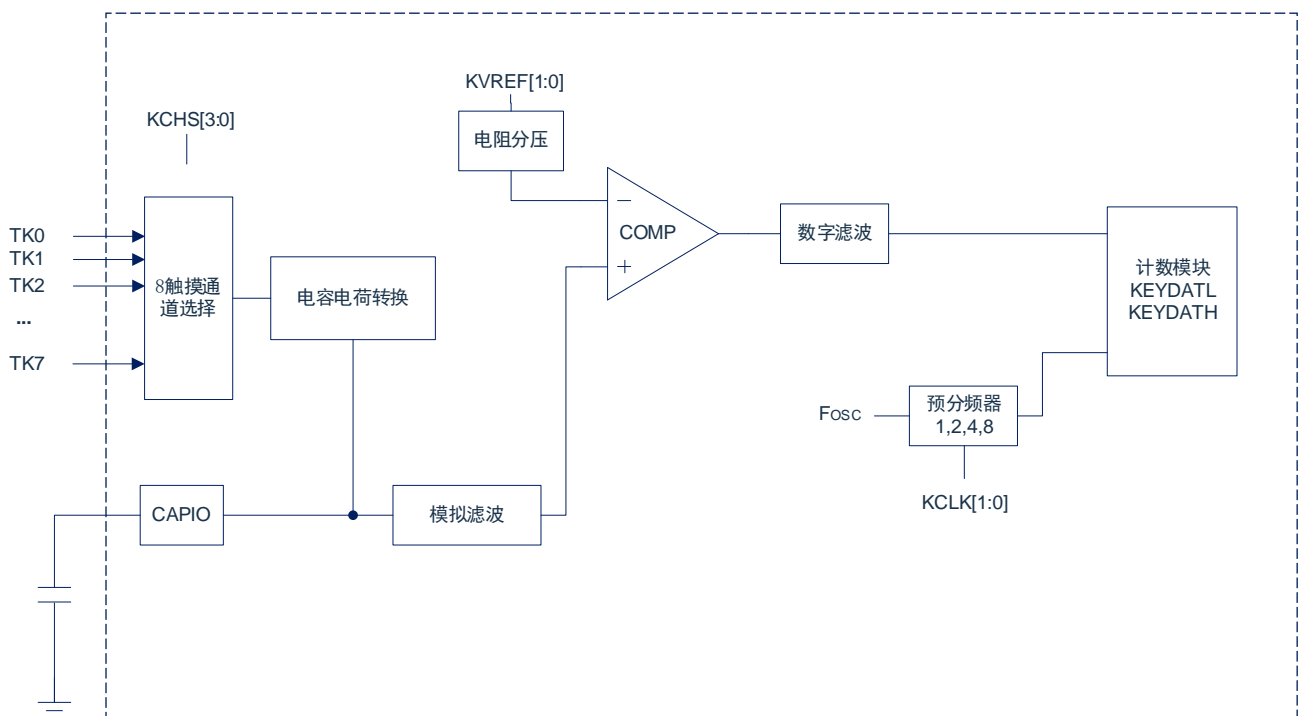 KVREF[1:0]
电阻分压
KCHS[3:0]
TK0
TK1
TK2
...
TK7
8触摸通
道选择
电容电荷转换
−
COMP
+
数字滤波
计数模块
KEYDATL
KEYDATH
Fosc
预分频器
1,2,4,8
KCLK[1:0]
CAPIO
模拟滤波